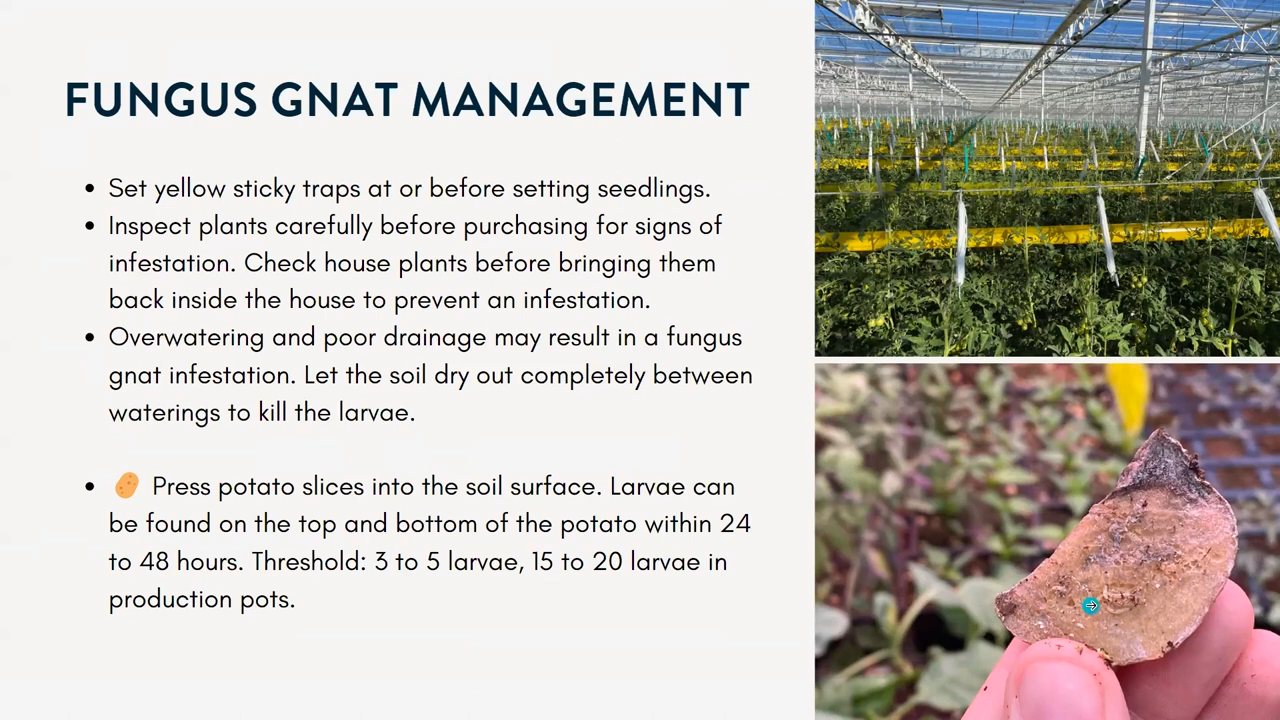 FUNGUS GNAT MANAGEMENT
• Set yellow sticky traps at or before setting seedlings.
• Inspect plants carefully before purchasing for signs of
infestation. Check house plants before bringing them
back inside the house to prevent an infestation.
• Overwatering and poor drainage may result in a fungus
gnat infestation. Let the soil dry out completely between
waterings to kill the larvae.
• 🥔 Press potato slices into the soil surface. Larvae can
be found on the top and bottom of the potato within 24
to 48 hours. Threshold: 3 to 5 larvae, 15 to 20 larvae in
production pots.